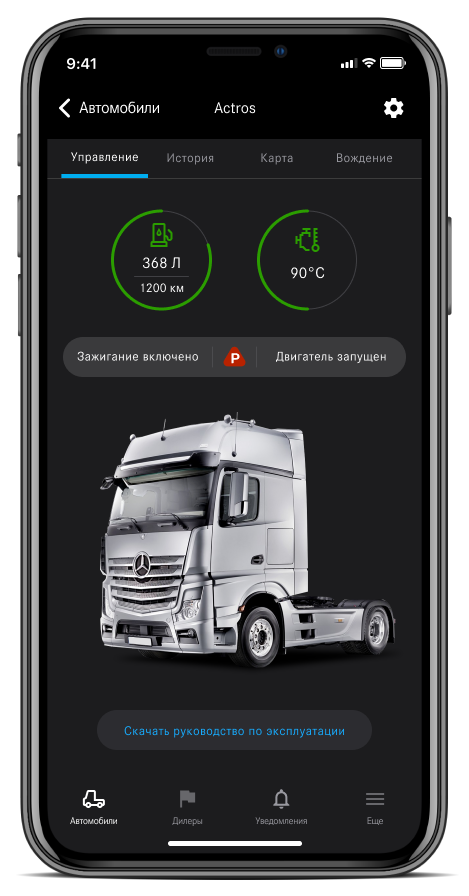 9:41
Автомобили
Actros
Управление
История
Карта
Вождение
368 Л
1200 км
90°C
Зажигание включено
P
Двигатель запущен
Скачать руководство по эксплуатации
Автомобили
Дилеры
Уведомления
Еще